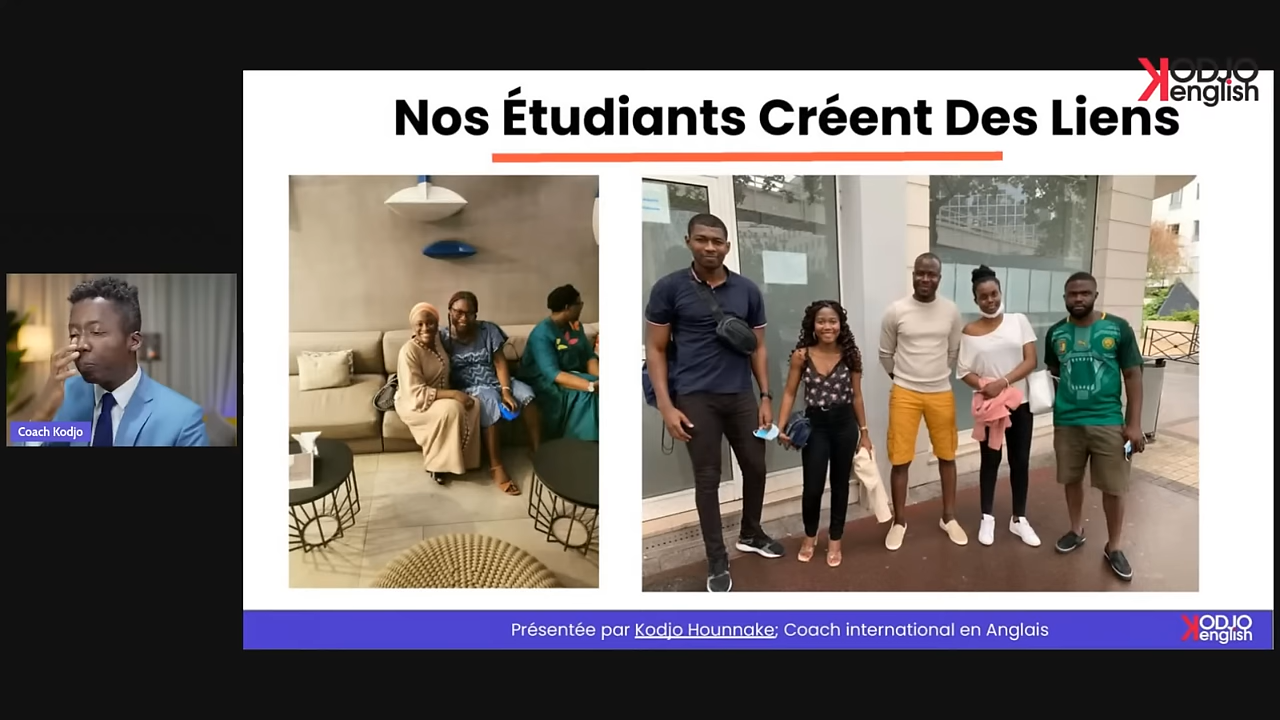 KODJO
english
Nos Étudiants Créent Des Liens
Coach Kodjo
Présentée par Kodjo Hounnake; Coach international en Anglais
KODJO
english